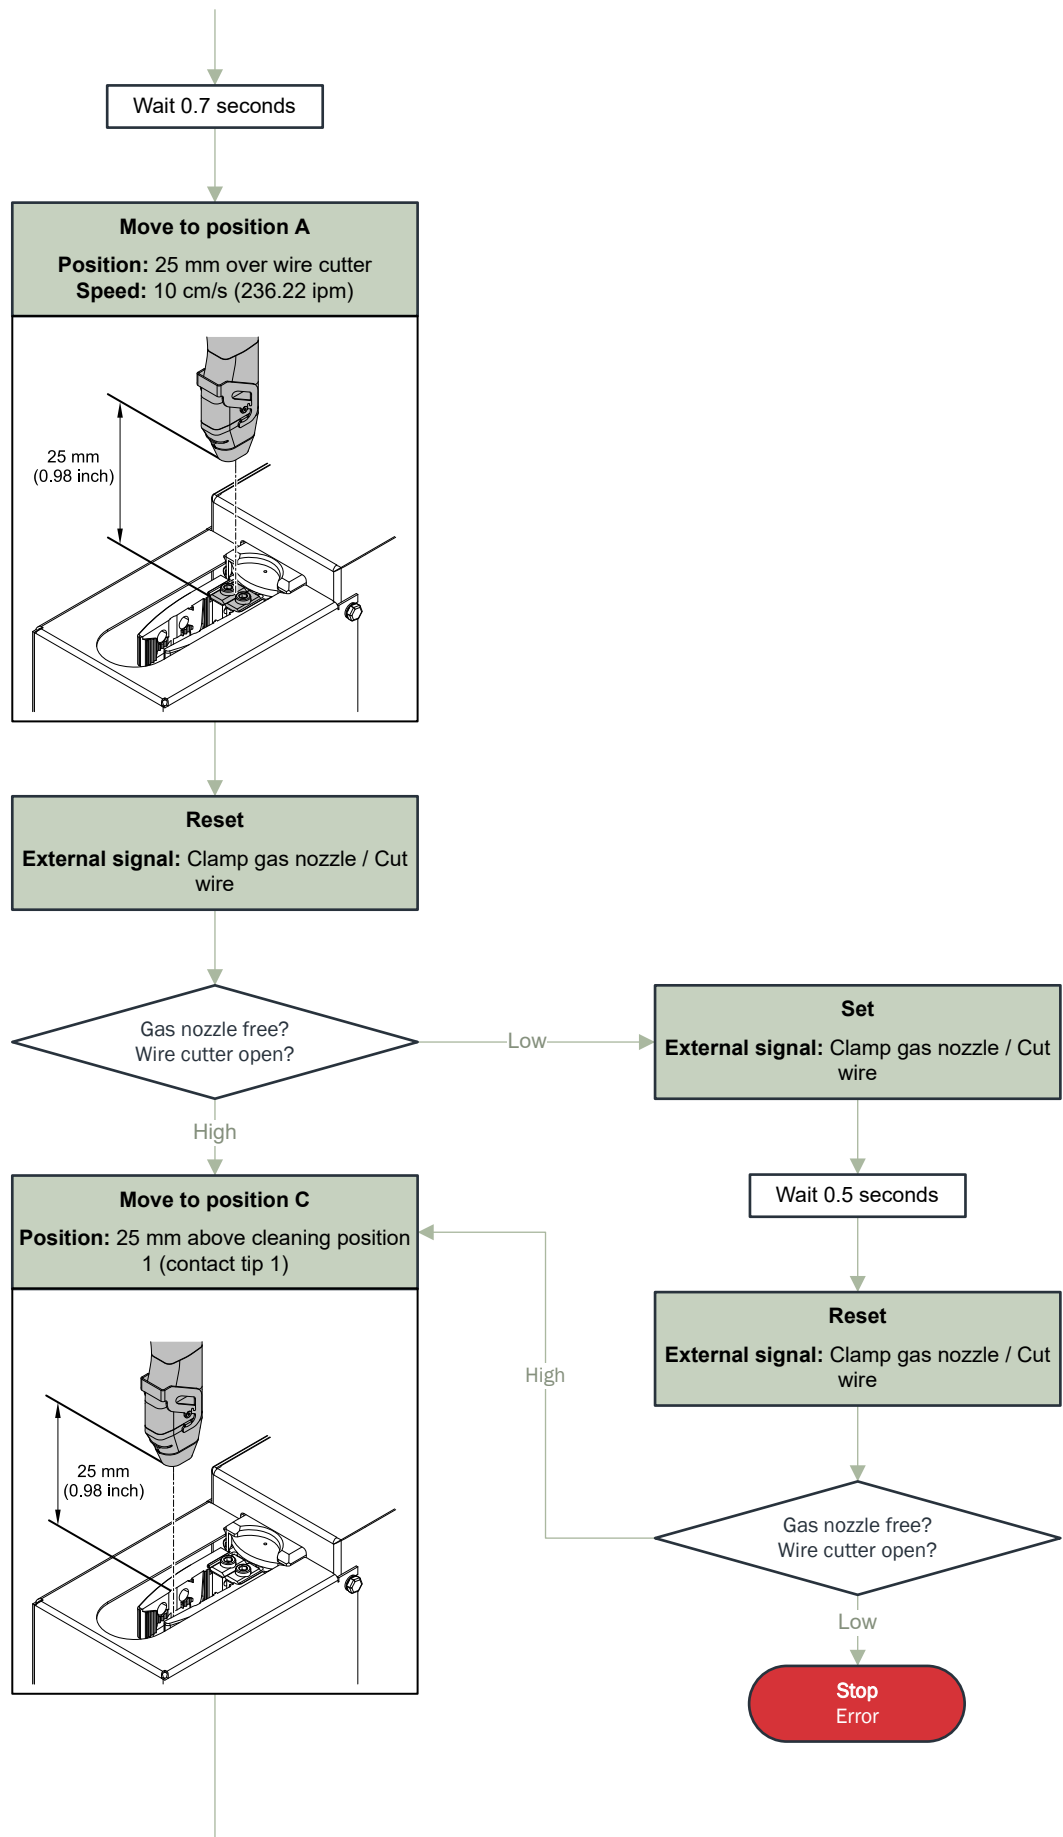 Wait 0.7 seconds
Move to position A
Position: 25 mm over wire cutter
Speed: 10 cm/s (236.22 ipm)
25 mm
(0.98 inch)
Reset
External signal: Clamp gas nozzle / Cut
wire
Gas nozzle free?
Wire cutter open?
Low
High
Set
External signal: Clamp gas nozzle / Cut
wire
Wait 0.5 seconds
Reset
External signal: Clamp gas nozzle / Cut
wire
Gas nozzle free?
Wire cutter open?
High
Low
Stop
Error
Move to position C
Position: 25 mm above cleaning position
1 (contact tip 1)
25 mm
(0.98 inch)